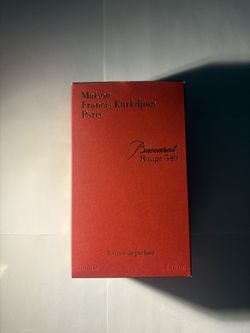 Maison
Francis Kurkdjian
Paris
Baccarat
Rouge 540
Extrait de parfum